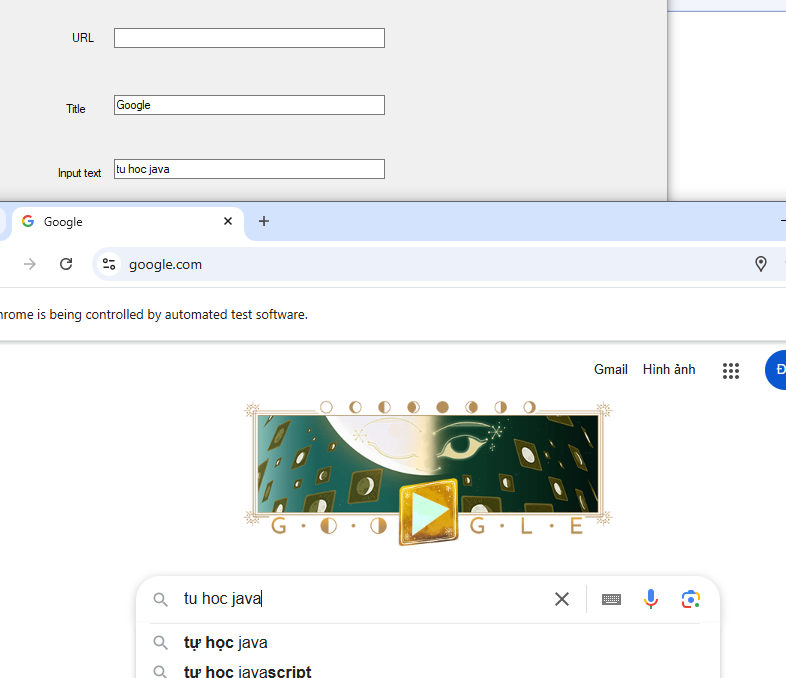 URL
Title Google
Input text tu hoc java
Google
google.com
hrome is being controlled by automated test software.
Gmail Hình ảnh
Đ
G · O · O · G · L · E
tu hoc java
tự học java
tự học javascript